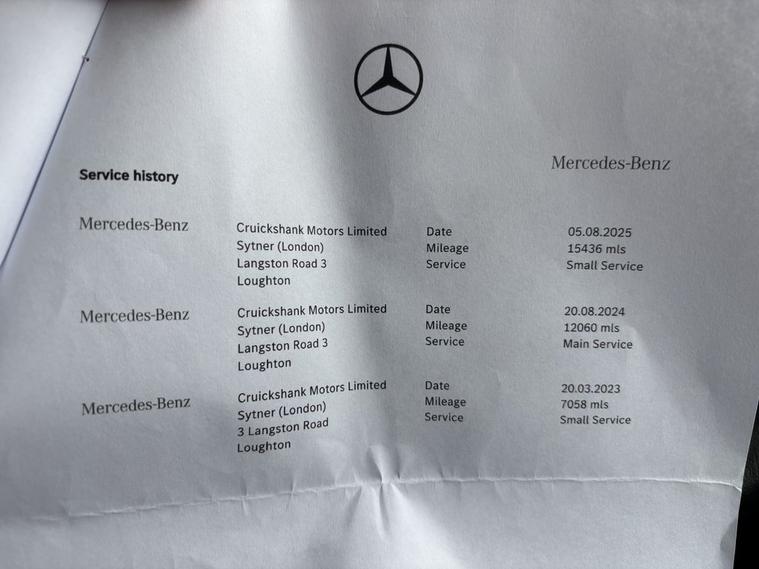 Mercedes-Benz
Service history
Mercedes-Benz
Cruickshank Motors Limited
Sytner (London)
Langston Road 3
Loughton
Date 05.08.2025
Mileage 15436 mls
Service Small Service
Mercedes-Benz
Cruickshank Motors Limited
Sytner (London)
Langston Road 3
Loughton
Date 20.08.2024
Mileage 12060 mls
Service Main Service
Mercedes-Benz
Cruickshank Motors Limited
Sytner (London)
3 Langston Road
Loughton
Date 20.03.2023
Mileage 7058 mls
Service Small Service